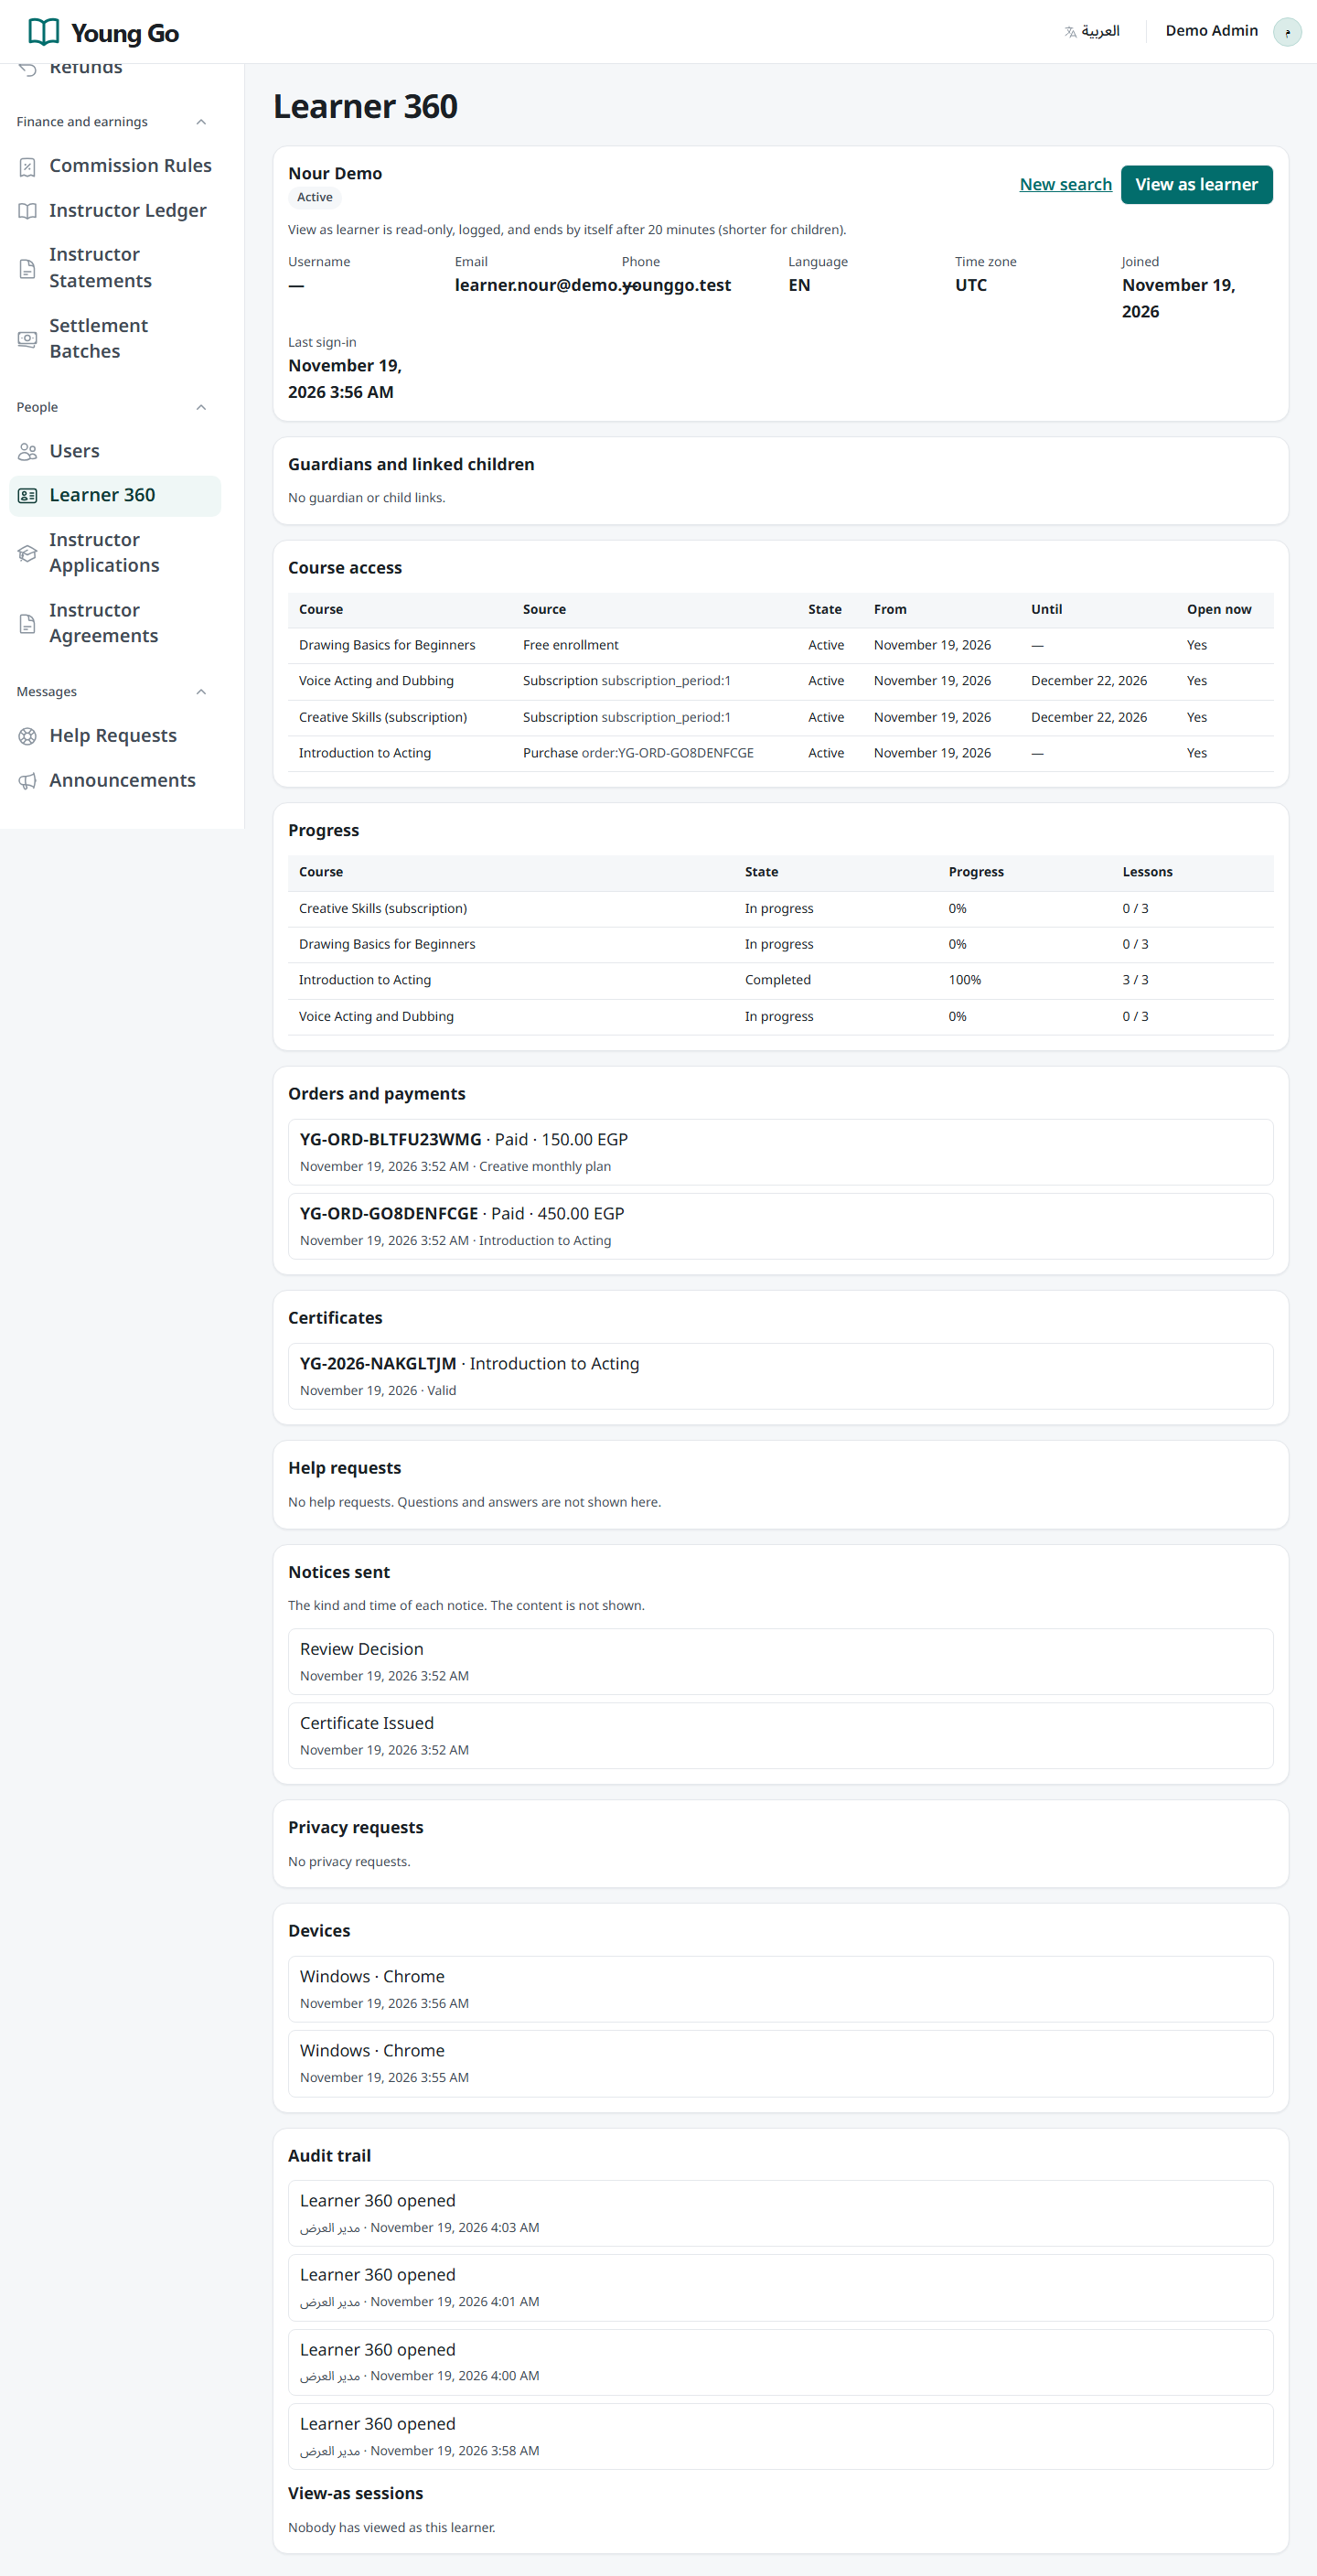 Young Go
العربية
Demo Admin
م
Refunds
Finance and earnings
Commission Rules
Instructor Ledger
Instructor
Statements
Settlement
Batches
People
Users
Learner 360
Instructor
Applications
Instructor
Agreements
Messages
Help Requests
Announcements
Learner 360
Nour Demo
Active
New search
View as learner
View as learner is read-only, logged, and ends by itself after 20 minutes (shorter for children).
Username
—
Email
learner.nour@demo.younggo.test
Phone
—
Language
EN
Time zone
UTC
Joined
November 19,
2026
Last sign-in
November 19,
2026 3:56 AM
Guardians and linked children
No guardian or child links.
Course access
Course Source State From Until Open now
Drawing Basics for Beginners Free enrollment Active November 19, 2026 — Yes
Voice Acting and Dubbing Subscription subscription_period:1 Active November 19, 2026 December 22, 2026 Yes
Creative Skills (subscription) Subscription subscription_period:1 Active November 19, 2026 December 22, 2026 Yes
Introduction to Acting Purchase order:YG-ORD-GO8DENFCGE Active November 19, 2026 — Yes
Progress
Course State Progress Lessons
Creative Skills (subscription) In progress 0% 0 / 3
Drawing Basics for Beginners In progress 0% 0 / 3
Introduction to Acting Completed 100% 3 / 3
Voice Acting and Dubbing In progress 0% 0 / 3
Orders and payments
YG-ORD-BLTFU23WMG · Paid · 150.00 EGP
November 19, 2026 3:52 AM · Creative monthly plan
YG-ORD-GO8DENFCGE · Paid · 450.00 EGP
November 19, 2026 3:52 AM · Introduction to Acting
Certificates
YG-2026-NAKGLTJM · Introduction to Acting
November 19, 2026 · Valid
Help requests
No help requests. Questions and answers are not shown here.
Notices sent
The kind and time of each notice. The content is not shown.
Review Decision
November 19, 2026 3:52 AM
Certificate Issued
November 19, 2026 3:52 AM
Privacy requests
No privacy requests.
Devices
Windows · Chrome
November 19, 2026 3:56 AM
Windows · Chrome
November 19, 2026 3:55 AM
Audit trail
Learner 360 opened
مدير العرض · November 19, 2026 4:03 AM
Learner 360 opened
مدير العرض · November 19, 2026 4:01 AM
Learner 360 opened
مدير العرض · November 19, 2026 4:00 AM
Learner 360 opened
مدير العرض · November 19, 2026 3:58 AM
View-as sessions
Nobody has viewed as this learner.